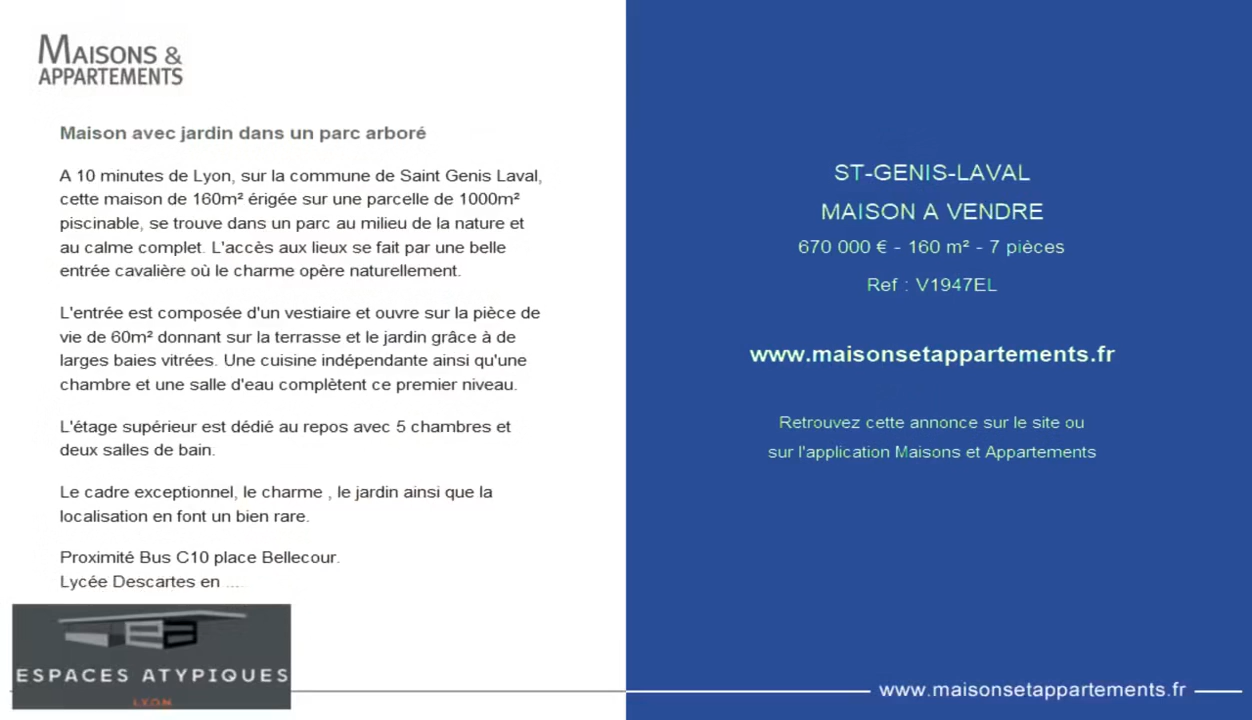 MAISONS &
APPARTEMENTS
Maison avec jardin dans un parc arboré
A 10 minutes de Lyon, sur la commune de Saint Genis Laval,
cette maison de 160m² érigée sur une parcelle de 1000m²
piscinable, se trouve dans un parc au milieu de la nature et
au calme complet. L'accès aux lieux se fait par une belle
entrée cavalière où le charme opère naturellement.
L'entrée est composée d'un vestiaire et ouvre sur la pièce de
vie de 60m² donnant sur la terrasse et le jardin grâce à de
larges baies vitrées. Une cuisine indépendante ainsi qu'une
chambre et une salle d'eau complètent ce premier niveau.
L'étage supérieur est dédié au repos avec 5 chambres et
deux salles de bain.
Le cadre exceptionnel, le charme , le jardin ainsi que la
localisation en font un bien rare.
Proximité Bus C10 place Bellecour.
Lycée Descartes en ....
ESPACES ATYPIQUES
LYON
ST-GENIS-LAVAL
MAISON A VENDRE
670 000 € - 160 m² - 7 pièces
Ref : V1947EL
www.maisonsetappartements.fr
Retrouvez cette annonce sur le site ou
sur l'application Maisons et Appartements
www.maisonsetappartements.fr